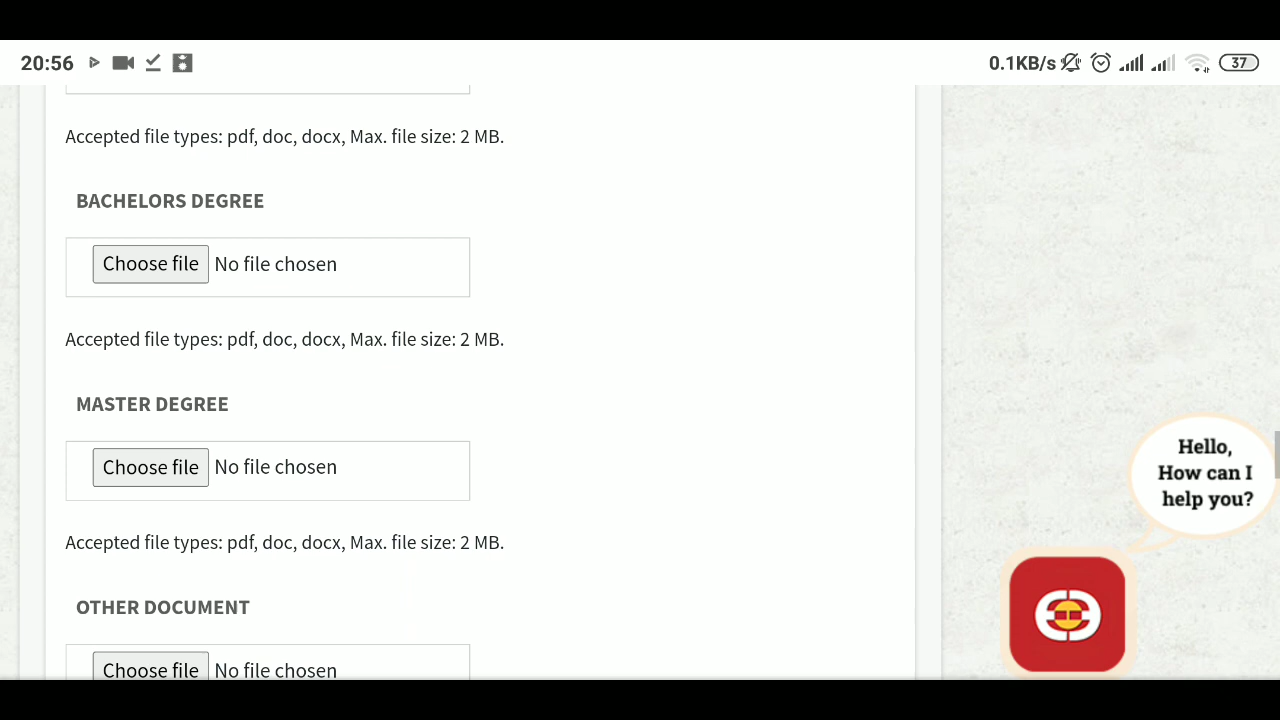 20:56
0.1KB/s
37
Accepted file types: pdf, doc, docx, Max. file size: 2 MB.
BACHELORS DEGREE
Choose file No file chosen
Accepted file types: pdf, doc, docx, Max. file size: 2 MB.
MASTER DEGREE
Choose file No file chosen
Accepted file types: pdf, doc, docx, Max. file size: 2 MB.
OTHER DOCUMENT
Choose file No file chosen
Hello,
How can I
help you?